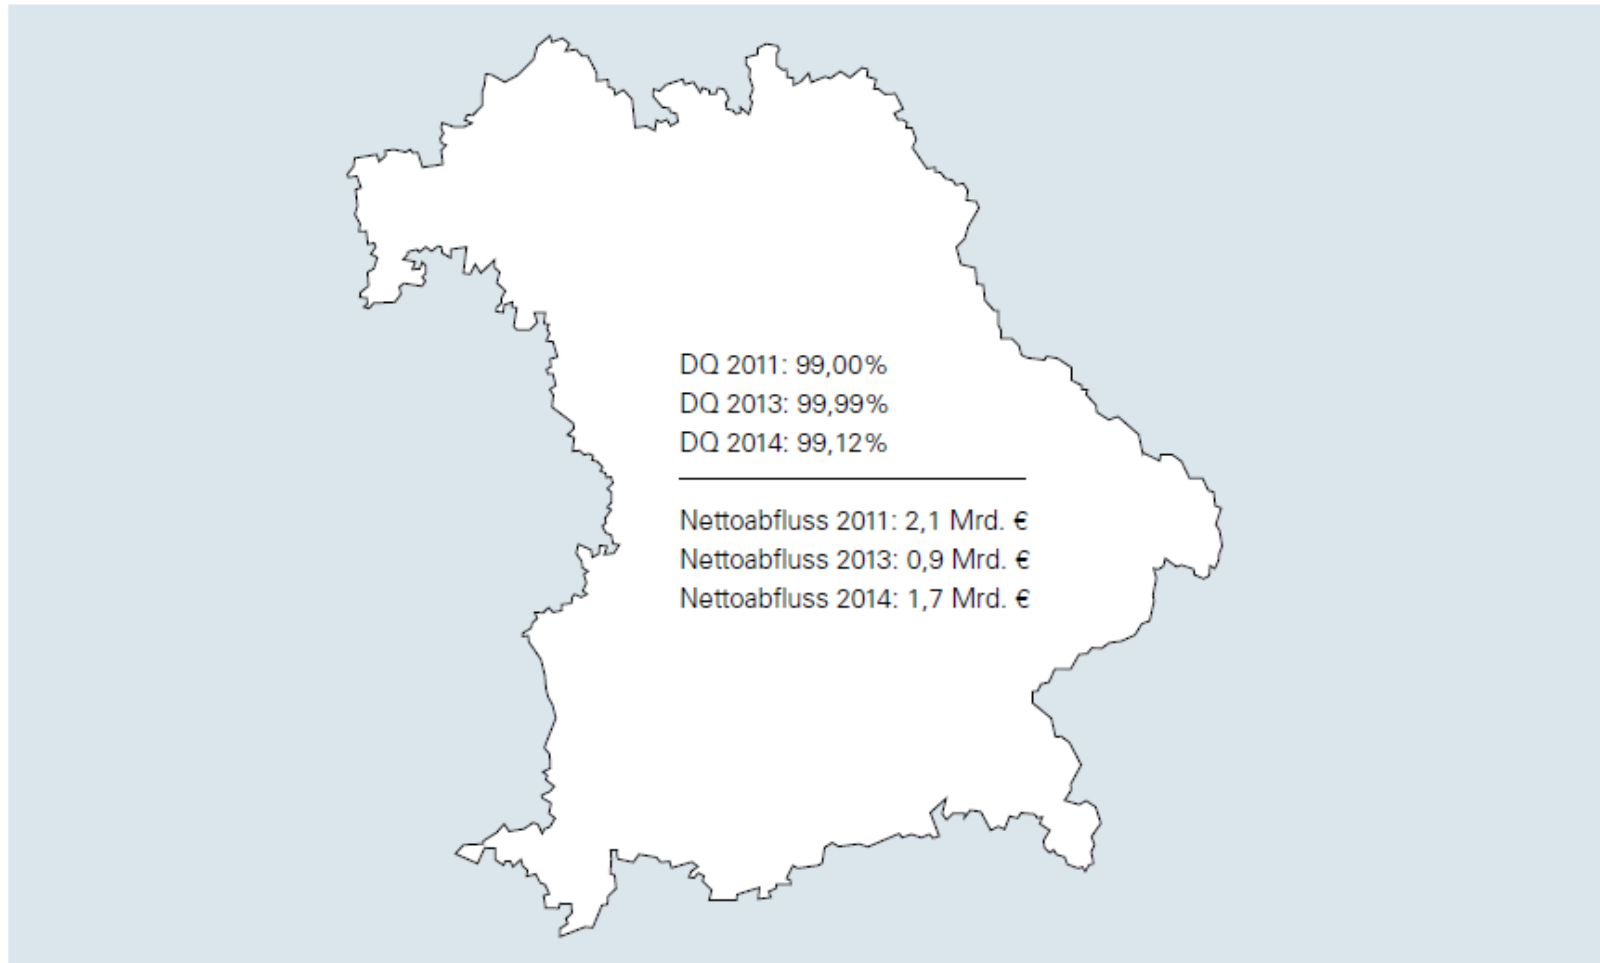 DQ 2011: 99,00%
DQ 2013: 99,99%
DQ 2014: 99,12%
Nettoabfluss 2011: 2,1 Mrd. €
Nettoabfluss 2013: 0,9 Mrd. €
Nettoabfluss 2014: 1,7 Mrd. €